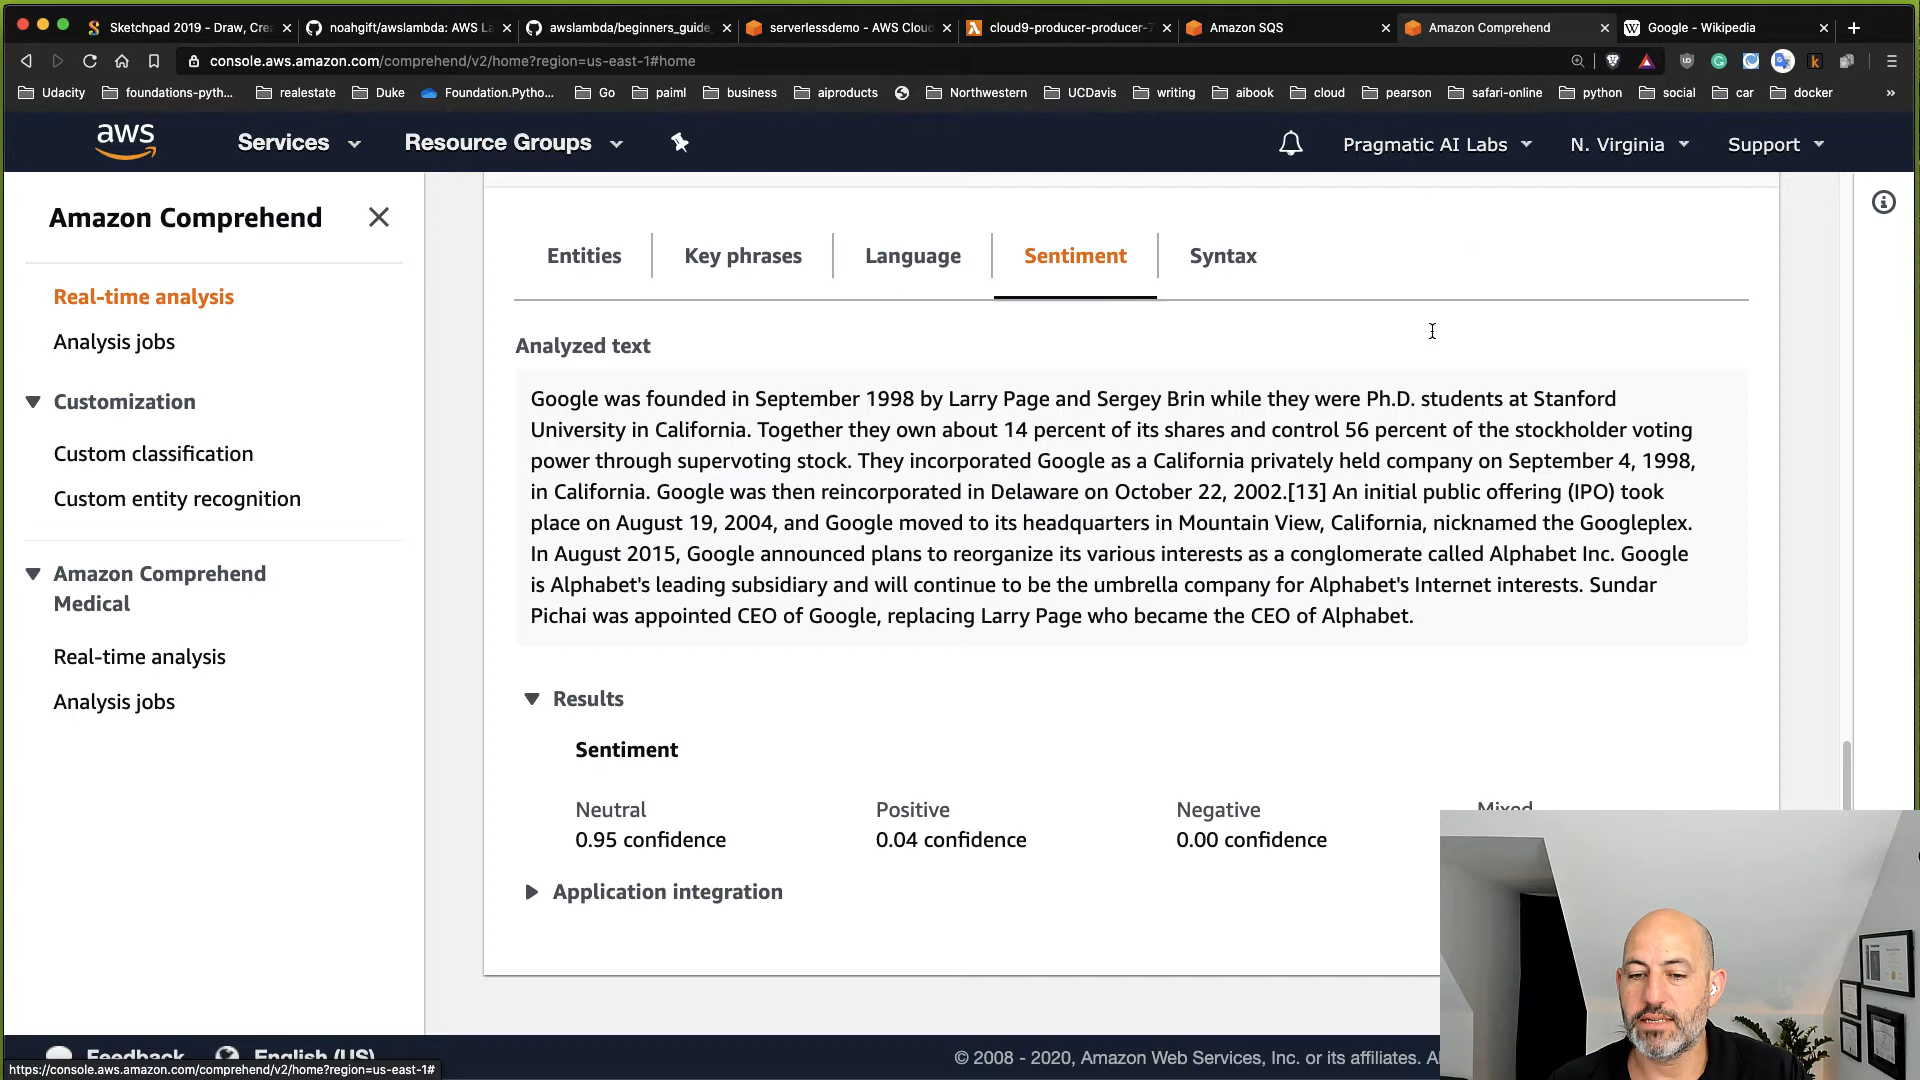 Sketchpad 2019 - Draw, Crea
noahgift/awslambda: AWS La
awslambda/beginners_guide_
serverlessdemo - AWS Cloud
cloud9-producer-producer-7
Amazon SQS
Amazon Comprehend
Google - Wikipedia
console.aws.amazon.com/comprehend/v2/home?region=us-east-1#home
Udacity
foundations-pyth...
realestate
Duke
Foundation.Pytho...
Go
paiml
business
aiproducts
Northwestern
UCDavis
writing
aibook
cloud
pearson
safari-online
python
social
car
docker
»
aws
Services
Resource Groups
Pragmatic AI Labs
N. Virginia
Support
Amazon Comprehend
Real-time analysis
Analysis jobs
Customization
Custom classification
Custom entity recognition
Amazon Comprehend
Medical
Real-time analysis
Analysis jobs
Entities
Key phrases
Language
Sentiment
Syntax
Analyzed text
Google was founded in September 1998 by Larry Page and Sergey Brin while they were Ph.D. students at Stanford
University in California. Together they own about 14 percent of its shares and control 56 percent of the stockholder voting
power through supervoting stock. They incorporated Google as a California privately held company on September 4, 1998,
in California. Google was then reincorporated in Delaware on October 22, 2002.[13] An initial public offering (IPO) took
place on August 19, 2004, and Google moved to its headquarters in Mountain View, California, nicknamed the Googleplex.
In August 2015, Google announced plans to reorganize its various interests as a conglomerate called Alphabet Inc. Google
is Alphabet's leading subsidiary and will continue to be the umbrella company for Alphabet's Internet interests. Sundar
Pichai was appointed CEO of Google, replacing Larry Page who became the CEO of Alphabet.
Results
Sentiment
Neutral
0.95 confidence
Positive
0.04 confidence
Negative
0.00 confidence
Mixed
Application integration
Feedback
English (US)
© 2008 - 2020, Amazon Web Services, Inc. or its affiliates. A
https://console.aws.amazon.com/comprehend/v2/home?region=us-east-1#